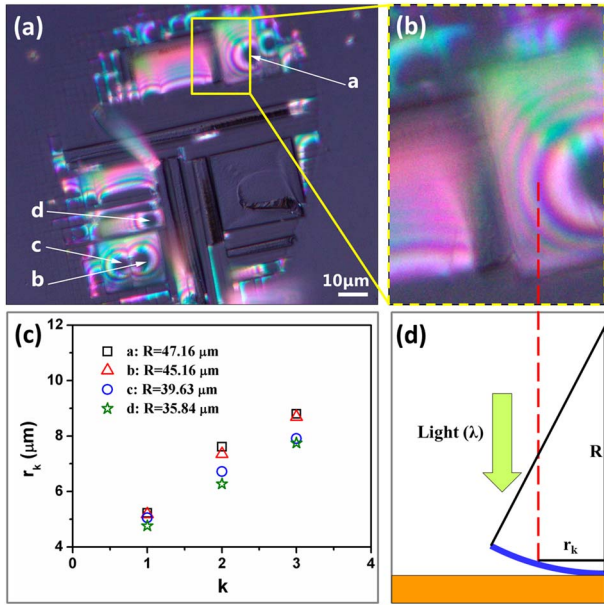 (a)
a
d
c
b
10μm
(b)
(c)
12
10
8
6
4
r_k (μm)
a: R=47.16 μm
b: R=45.16 μm
c: R=39.63 μm
d: R=35.84 μm
0
1
2
3
4
k
(d)
Light (λ)
R
r_k